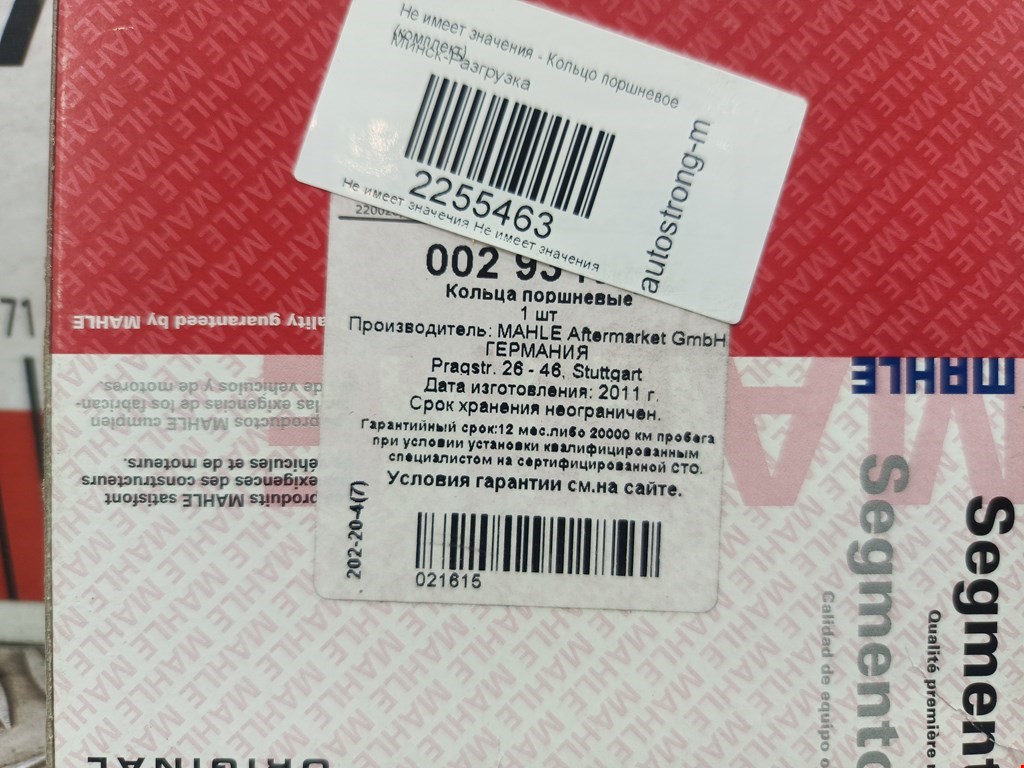 Не имеет значения - Кольцо поршневое
(комплект)
Минск-Разгрузка
2255463
Не имеет значения Не имеет значения
autostrong-m
002 93
Кольца поршневые
1 шт
Производитель: MAHLE Aftermarket GmbH
ГЕРМАНИЯ
Pragstr. 26 - 46, Stuttgart
Дата изготовления: 2011 г.
Срок хранения неограничен.
Гарантийный срок:12 мес.либо 20000 км пробега
при условии установки квалифицированным
специалистом на сертифицированной СТО.
Условия гарантии см.на сайте.
202-20-4(7)
021615
71
ality guaranteed by MAHLE
produits MAHLE satisfont
exigences des constructeurs
éhicules et de moteurs.
productos MAHLE cumplen
las exigencias de los fabrican-
de vehículos y de motores.
MAHLE
Segment
Qualité première
Segmento
Calidad de equipo o
ORIGINAL